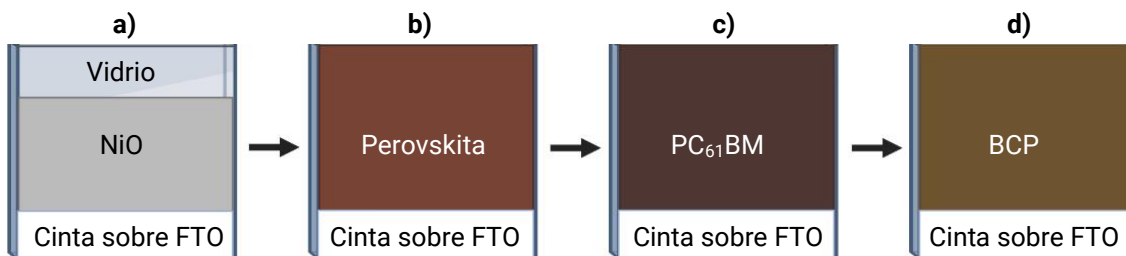 a)
b)
c)
d)
Vidrio
NiO
Perovskita
PC₆₁BM
BCP
Cinta sobre FTO
Cinta sobre FTO
Cinta sobre FTO
Cinta sobre FTO